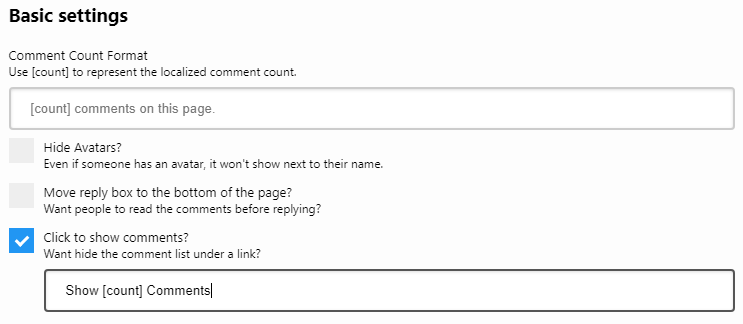 Basic settings
Comment Count Format
Use [count] to represent the localized comment count.
[count] comments on this page.
Hide Avatars?
Even if someone has an avatar, it won't show next to their name.
Move reply box to the bottom of the page?
Want people to read the comments before replying?
Click to show comments?
Want hide the comment list under a link?
Show [count] Comments